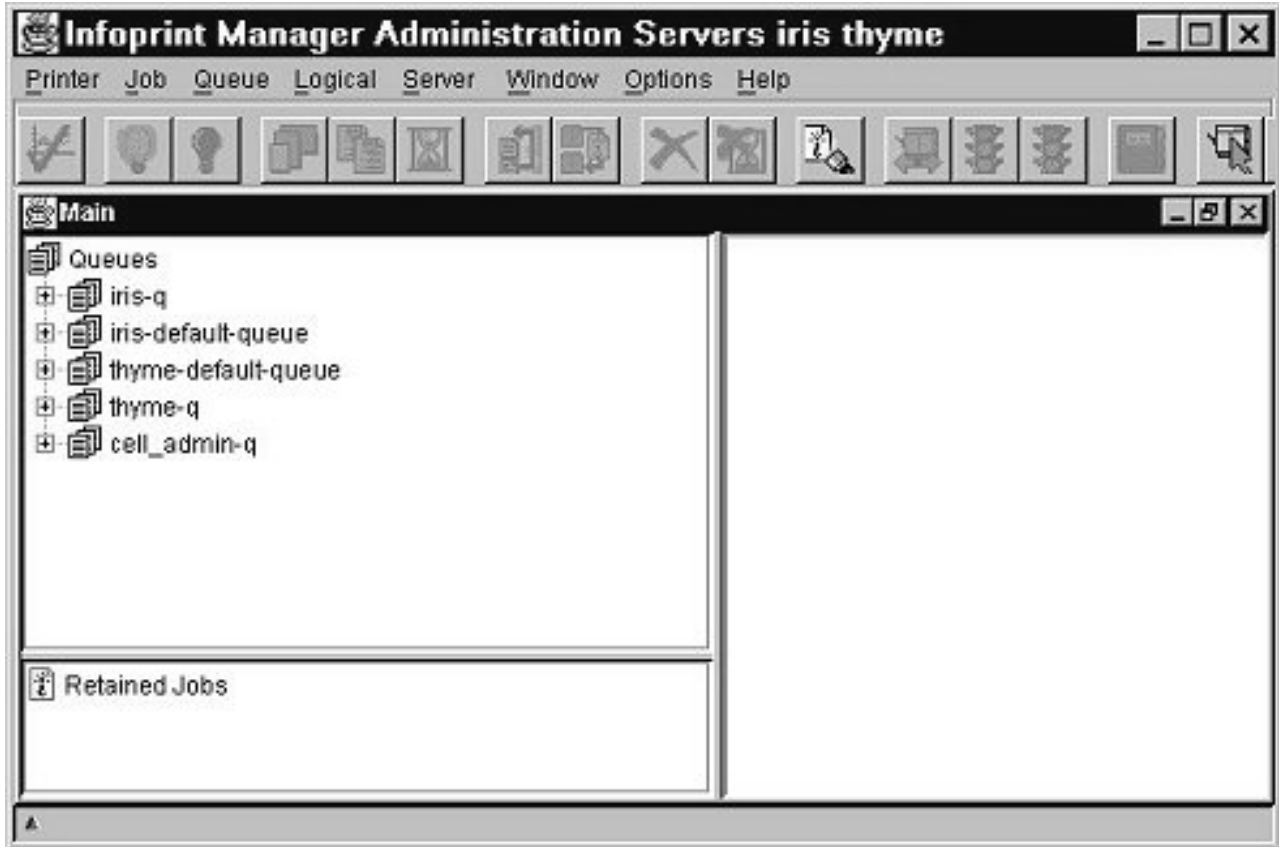 Infoprint Manager Administration Servers iris thyme
Printer Job Queue Logical Server Window Options Help
Main
Queues
iris-q
iris-default-queue
thyme-default-queue
thyme-q
cell_admin-q
Retained Jobs